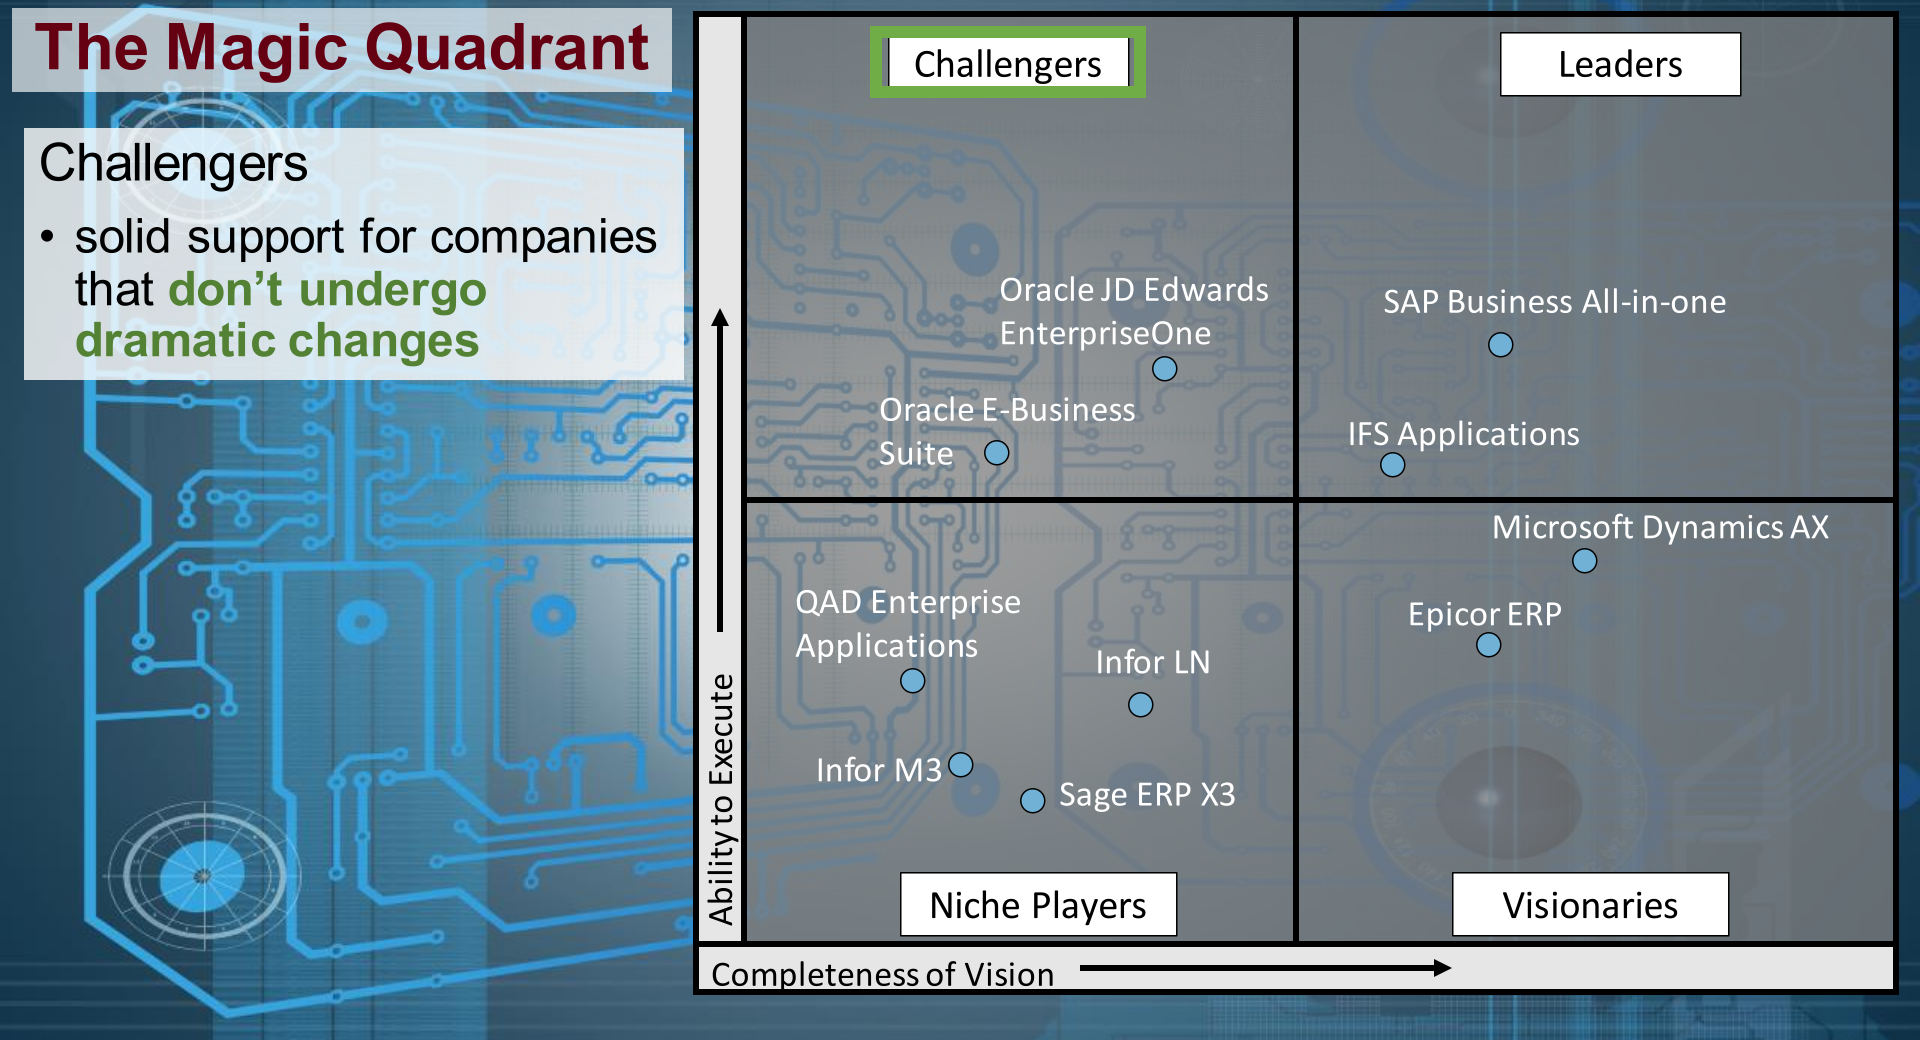 The Magic Quadrant
Challengers
• solid support for companies
that don’t undergo
dramatic changes
Challengers
Leaders
Oracle JD Edwards
EnterpriseOne
SAP Business All-in-one
Oracle E-Business
Suite
IFS Applications
Microsoft Dynamics AX
QAD Enterprise
Applications
Epicor ERP
Infor LN
Infor M3
Sage ERP X3
Niche Players
Visionaries
Ability to Execute
Completeness of Vision